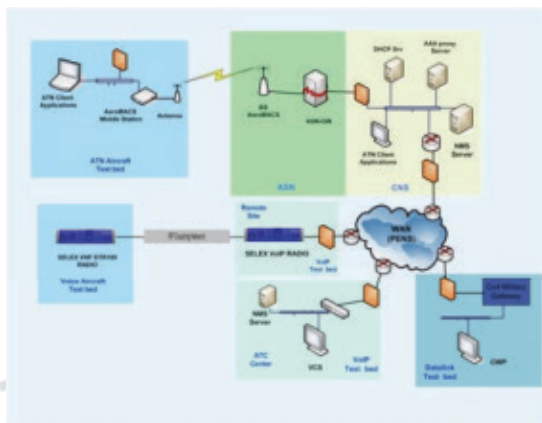 DHCP Srv
AAA proxy
Server
ATN Client
Applications
AeroMACS
Mobile Station
Antenna
BS
AeroMACS
ASN-GW
ATN Client
Applications
NMS
Server
ATN Aircraft
Test bed
ASN
CNS
Remote
Site
WAN
(PENS)
SELEX VHF
RADIO
SELEX VoIP RADIO
Voice Aircraft
Test bed
VoIP
Test bed
NMS
Server
Civil Military
Gateway
ATC
Center
VCS
VoIP
Test bed
Datalink
Test bed
CWP